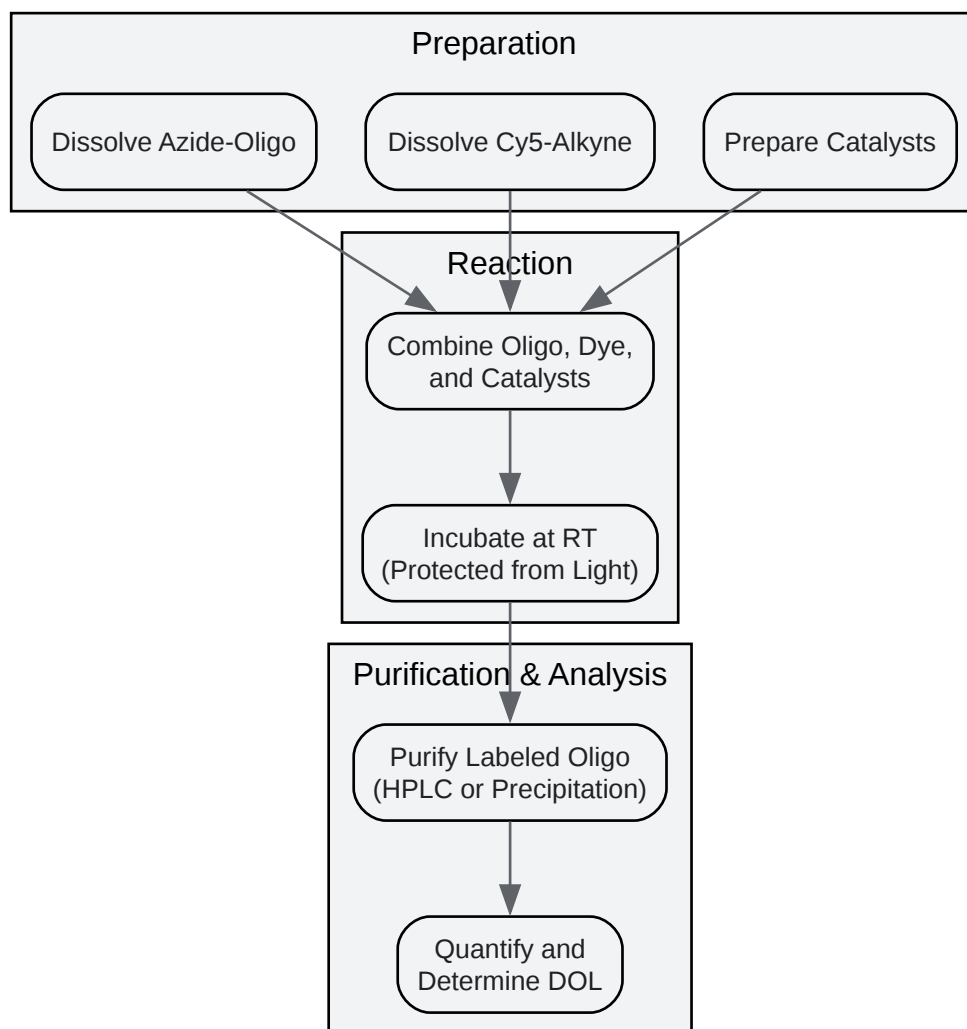 Preparation
Dissolve Azide-Oligo
Dissolve Cy5-Alkyne
Prepare Catalysts
Reaction
Combine Oligo, Dye,
and Catalysts
Incubate at RT
(Protected from Light)
Purification & Analysis
Purify Labeled Oligo
(HPLC or Precipitation)
Quantify and
Determine DOL